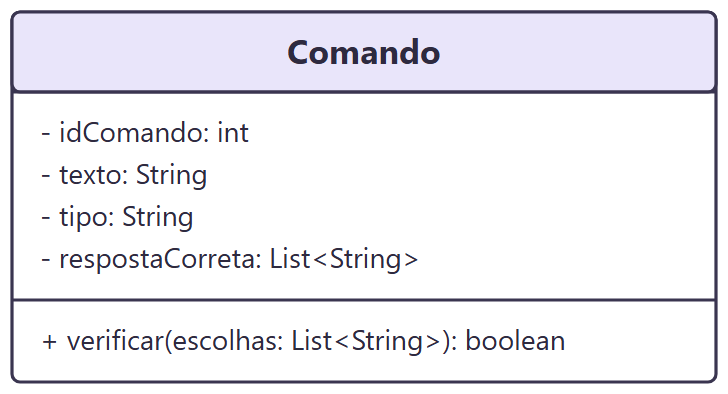 Comando
- idComando: int
- texto: String
- tipo: String
- respostaCorreta: List<String>
+ verificar(escolhas: List<String>): boolean